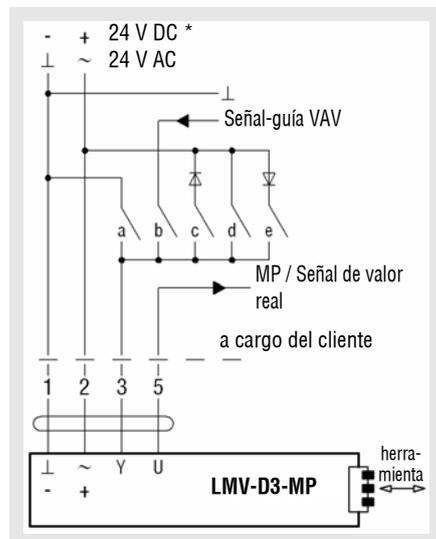 - + 24 V DC *
⊥ ~ 24 V AC
⊥
Señal-guía VAV
a b c d e
MP / Señal de valor
real
a cargo del cliente
1 2 3 5
⊥ ~ Y U
- +
LMV-D3-MP
herra-
mienta